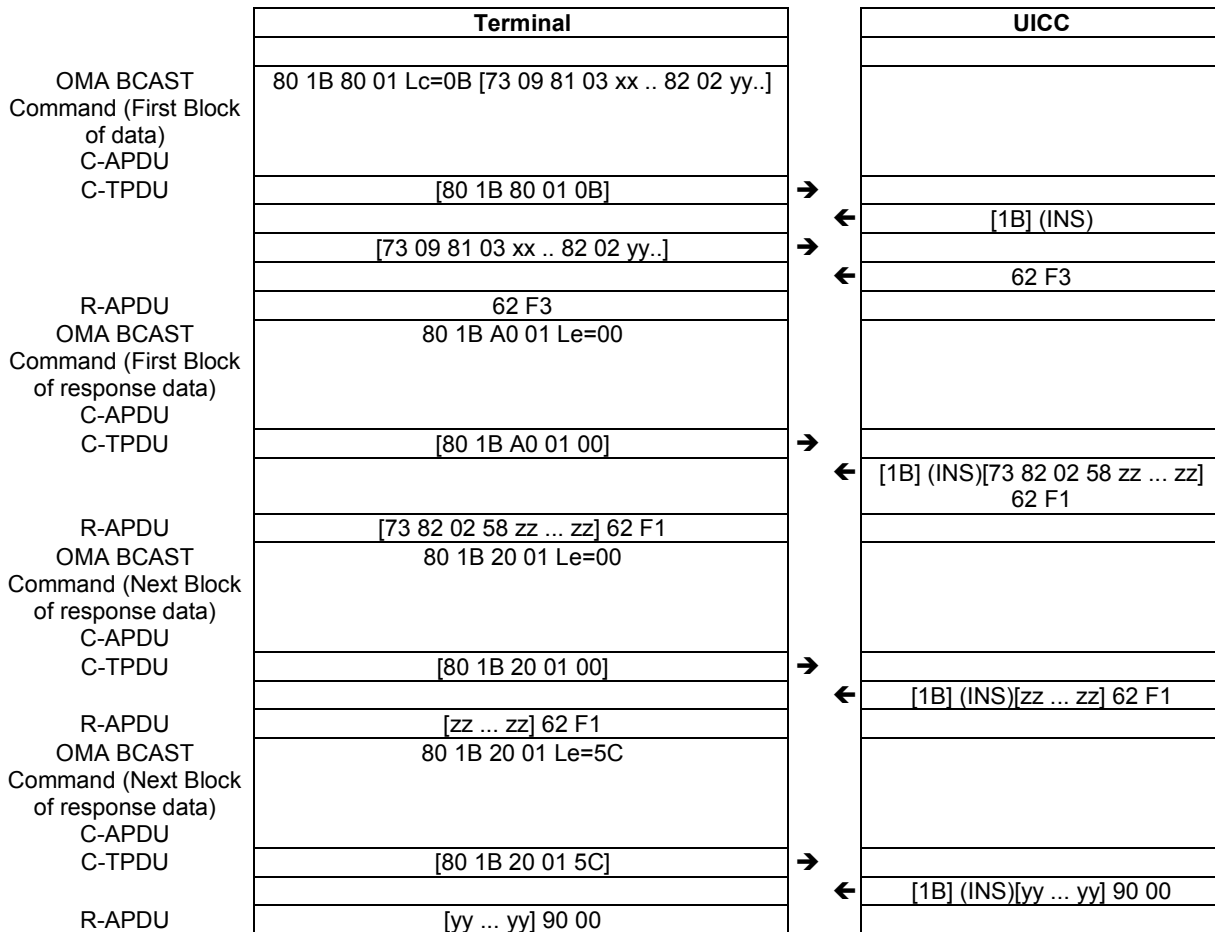 Terminal UICC
OMA BCAST 80 1B 80 01 Lc=0B [73 09 81 03 xx .. 82 02 yy..]
Command (First Block
of data)
C-APDU
C-TPDU [80 1B 80 01 0B] ➔
🡸 [1B] (INS)
[73 09 81 03 xx .. 82 02 yy..] ➔
🡸 62 F3
R-APDU 62 F3
OMA BCAST 80 1B A0 01 Le=00
Command (First Block
of response data)
C-APDU
C-TPDU [80 1B A0 01 00] ➔
🡸 [1B] (INS)[73 82 02 58 zz ... zz]
62 F1
R-APDU [73 82 02 58 zz ... zz] 62 F1
OMA BCAST 80 1B 20 01 Le=00
Command (Next Block
of response data)
C-APDU
C-TPDU [80 1B 20 01 00] ➔
🡸 [1B] (INS)[zz ... zz] 62 F1
R-APDU [zz ... zz] 62 F1
OMA BCAST 80 1B 20 01 Le=5C
Command (Next Block
of response data)
C-APDU
C-TPDU [80 1B 20 01 5C] ➔
🡸 [1B] (INS)[yy ... yy] 90 00
R-APDU [yy ... yy] 90 00